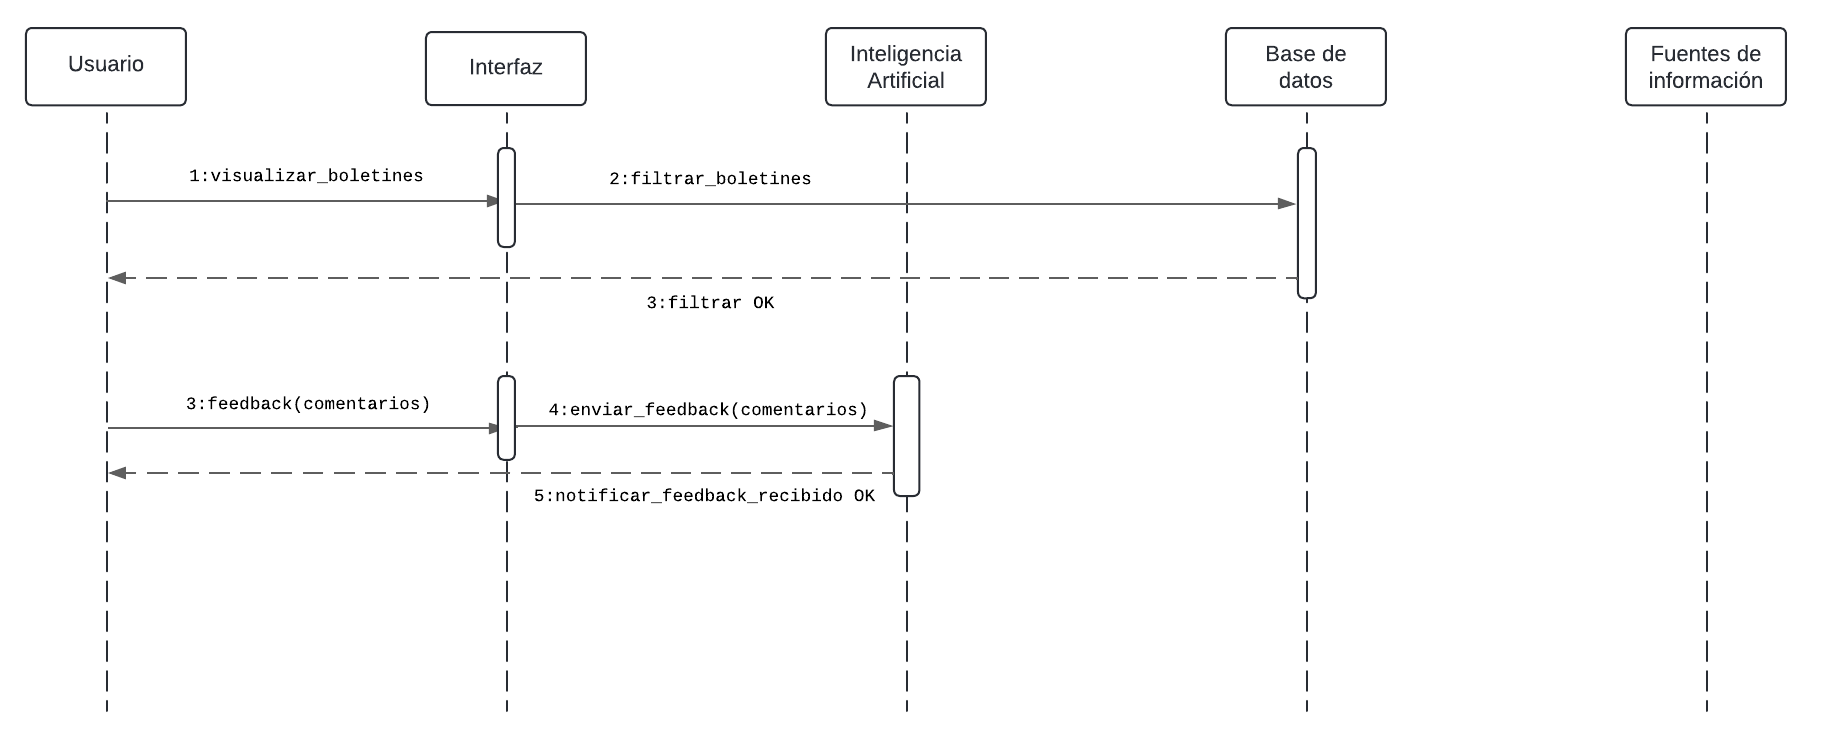 Usuario
Interfaz
Inteligencia
Artificial
Base de
datos
Fuentes de
información
1:visualizar_boletines
2:filtrar_boletines
3:filtrar OK
3:feedback(comentarios)
4:enviar_feedback(comentarios)
5:notificar_feedback_recibido OK